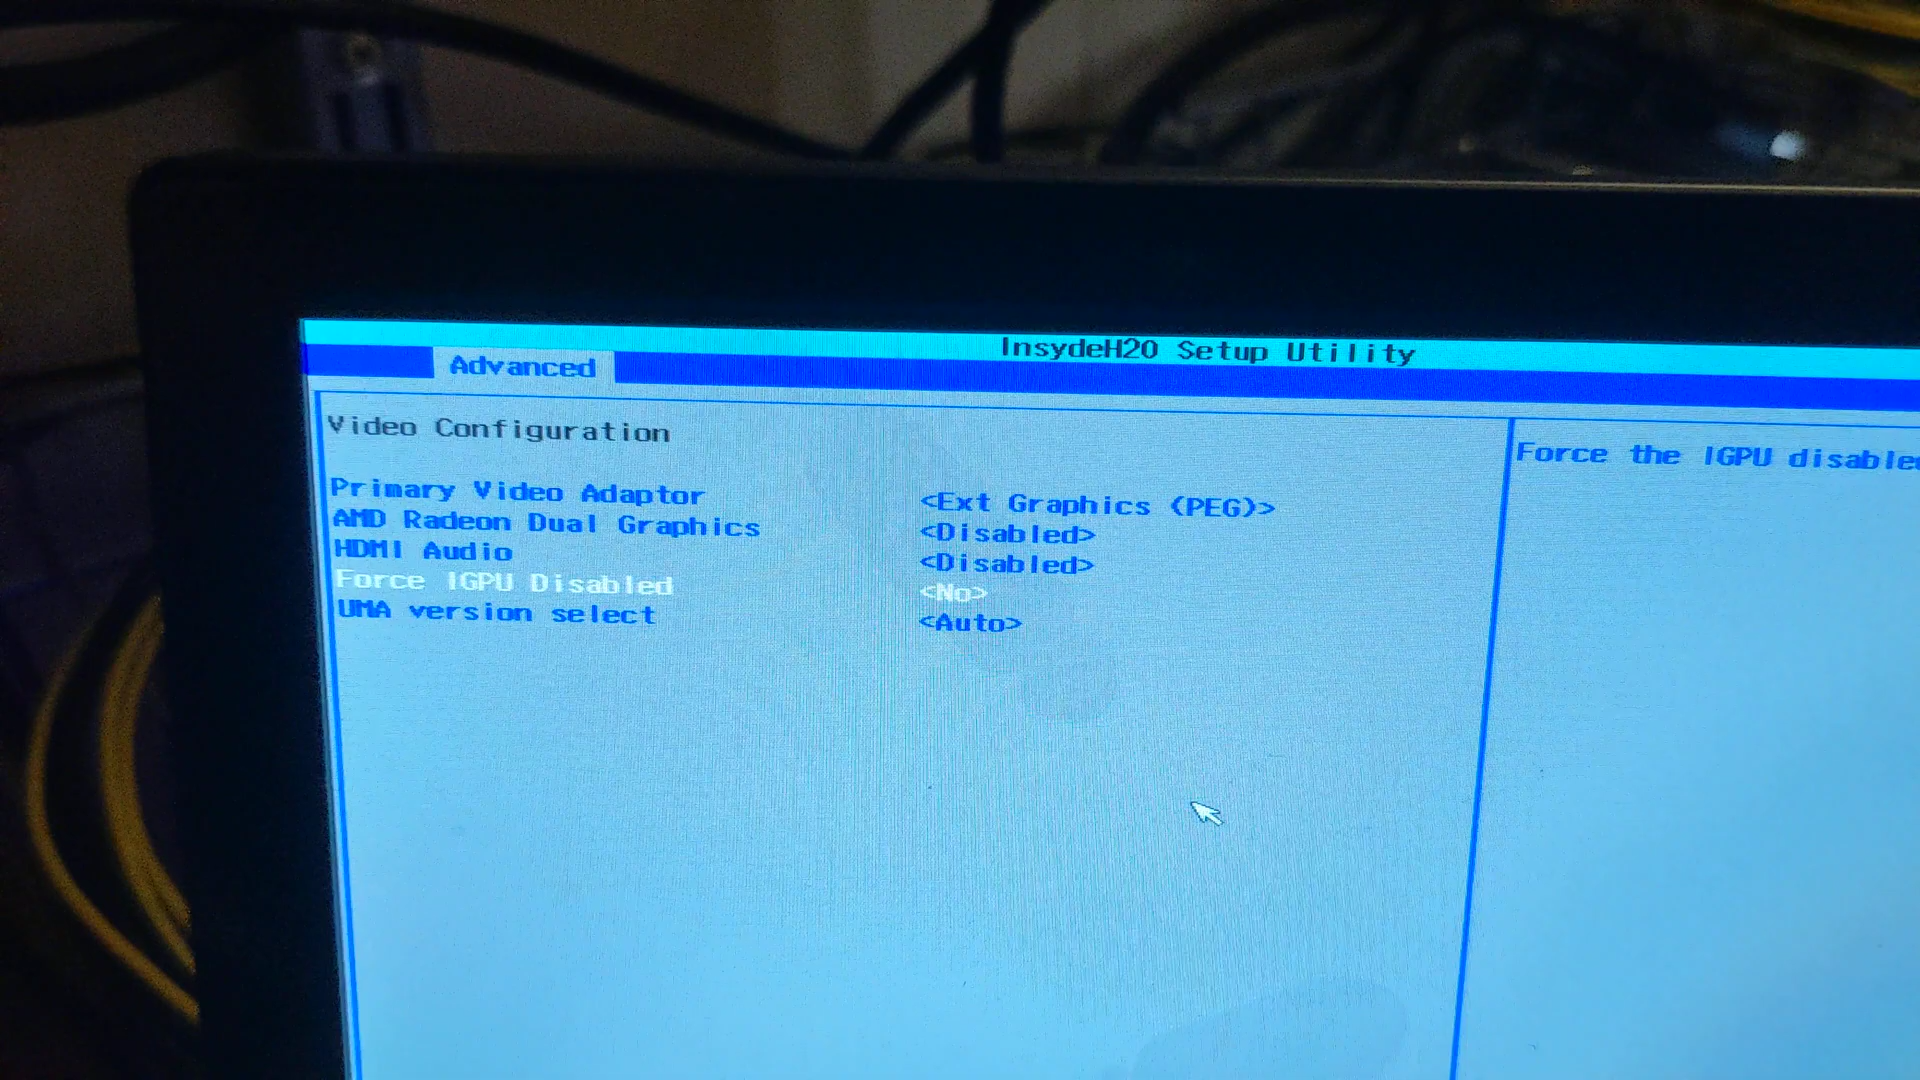 InsydeH20 Setup Utility
Advanced
Video Configuration
Primary Video Adaptor <Ext Graphics (PEG)>
AMD Radeon Dual Graphics <Disabled>
HDMI Audio <Disabled>
Force IGPU Disabled <No>
UMA version select <Auto>
Force the IGPU disabled